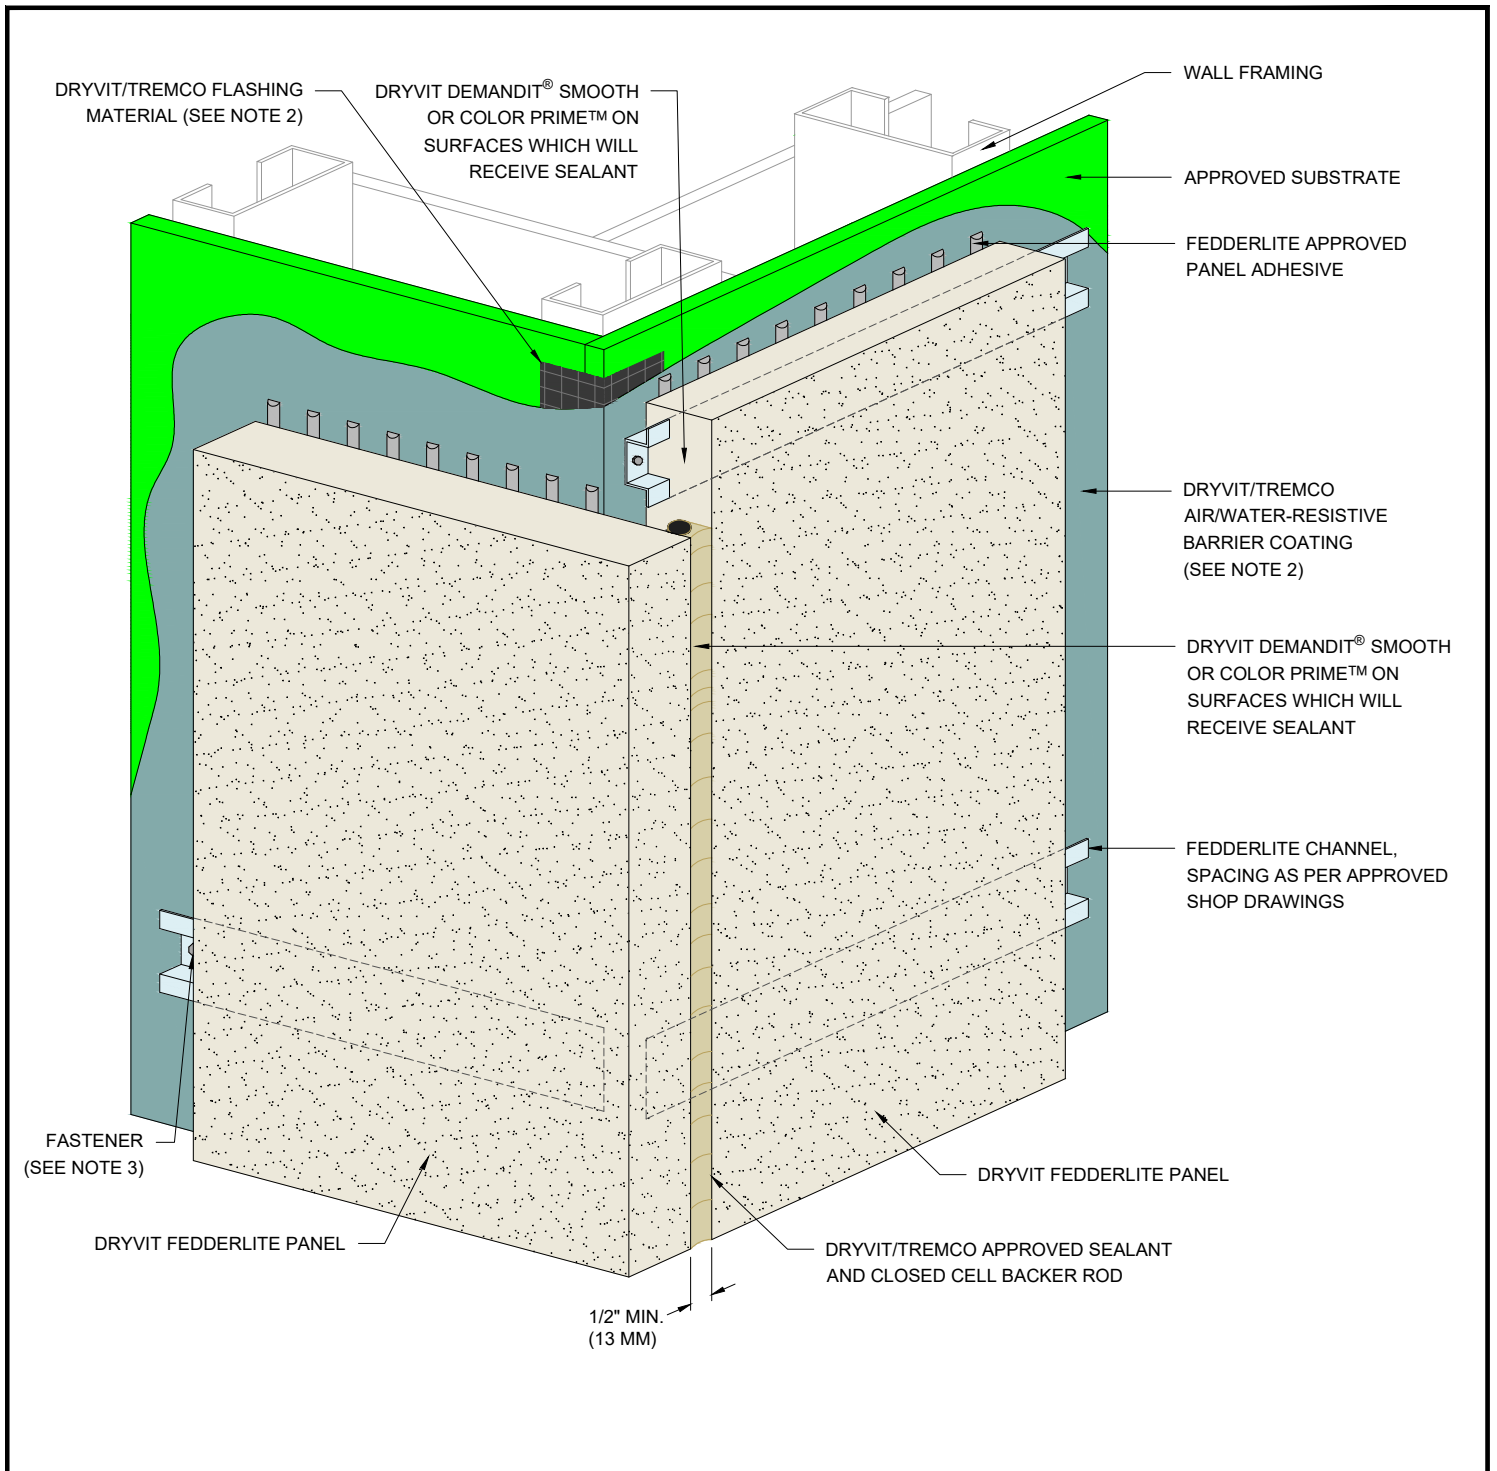 DRYVIT/TREMCO FLASHING
MATERIAL (SEE NOTE 2)
DRYVIT DEMANDIT® SMOOTH
OR COLOR PRIME™ ON
SURFACES WHICH WILL
RECEIVE SEALANT
WALL FRAMING
APPROVED SUBSTRATE
FEDDERLITE APPROVED
PANEL ADHESIVE
DRYVIT/TREMCO
AIR/WATER-RESISTIVE
BARRIER COATING
(SEE NOTE 2)
DRYVIT DEMANDIT® SMOOTH
OR COLOR PRIME™ ON
SURFACES WHICH WILL
RECEIVE SEALANT
FEDDERLITE CHANNEL,
SPACING AS PER APPROVED
SHOP DRAWINGS
FASTENER
(SEE NOTE 3)
DRYVIT FEDDERLITE PANEL
DRYVIT FEDDERLITE PANEL
DRYVIT/TREMCO APPROVED SEALANT
AND CLOSED CELL BACKER ROD
1/2" MIN.
(13 MM)